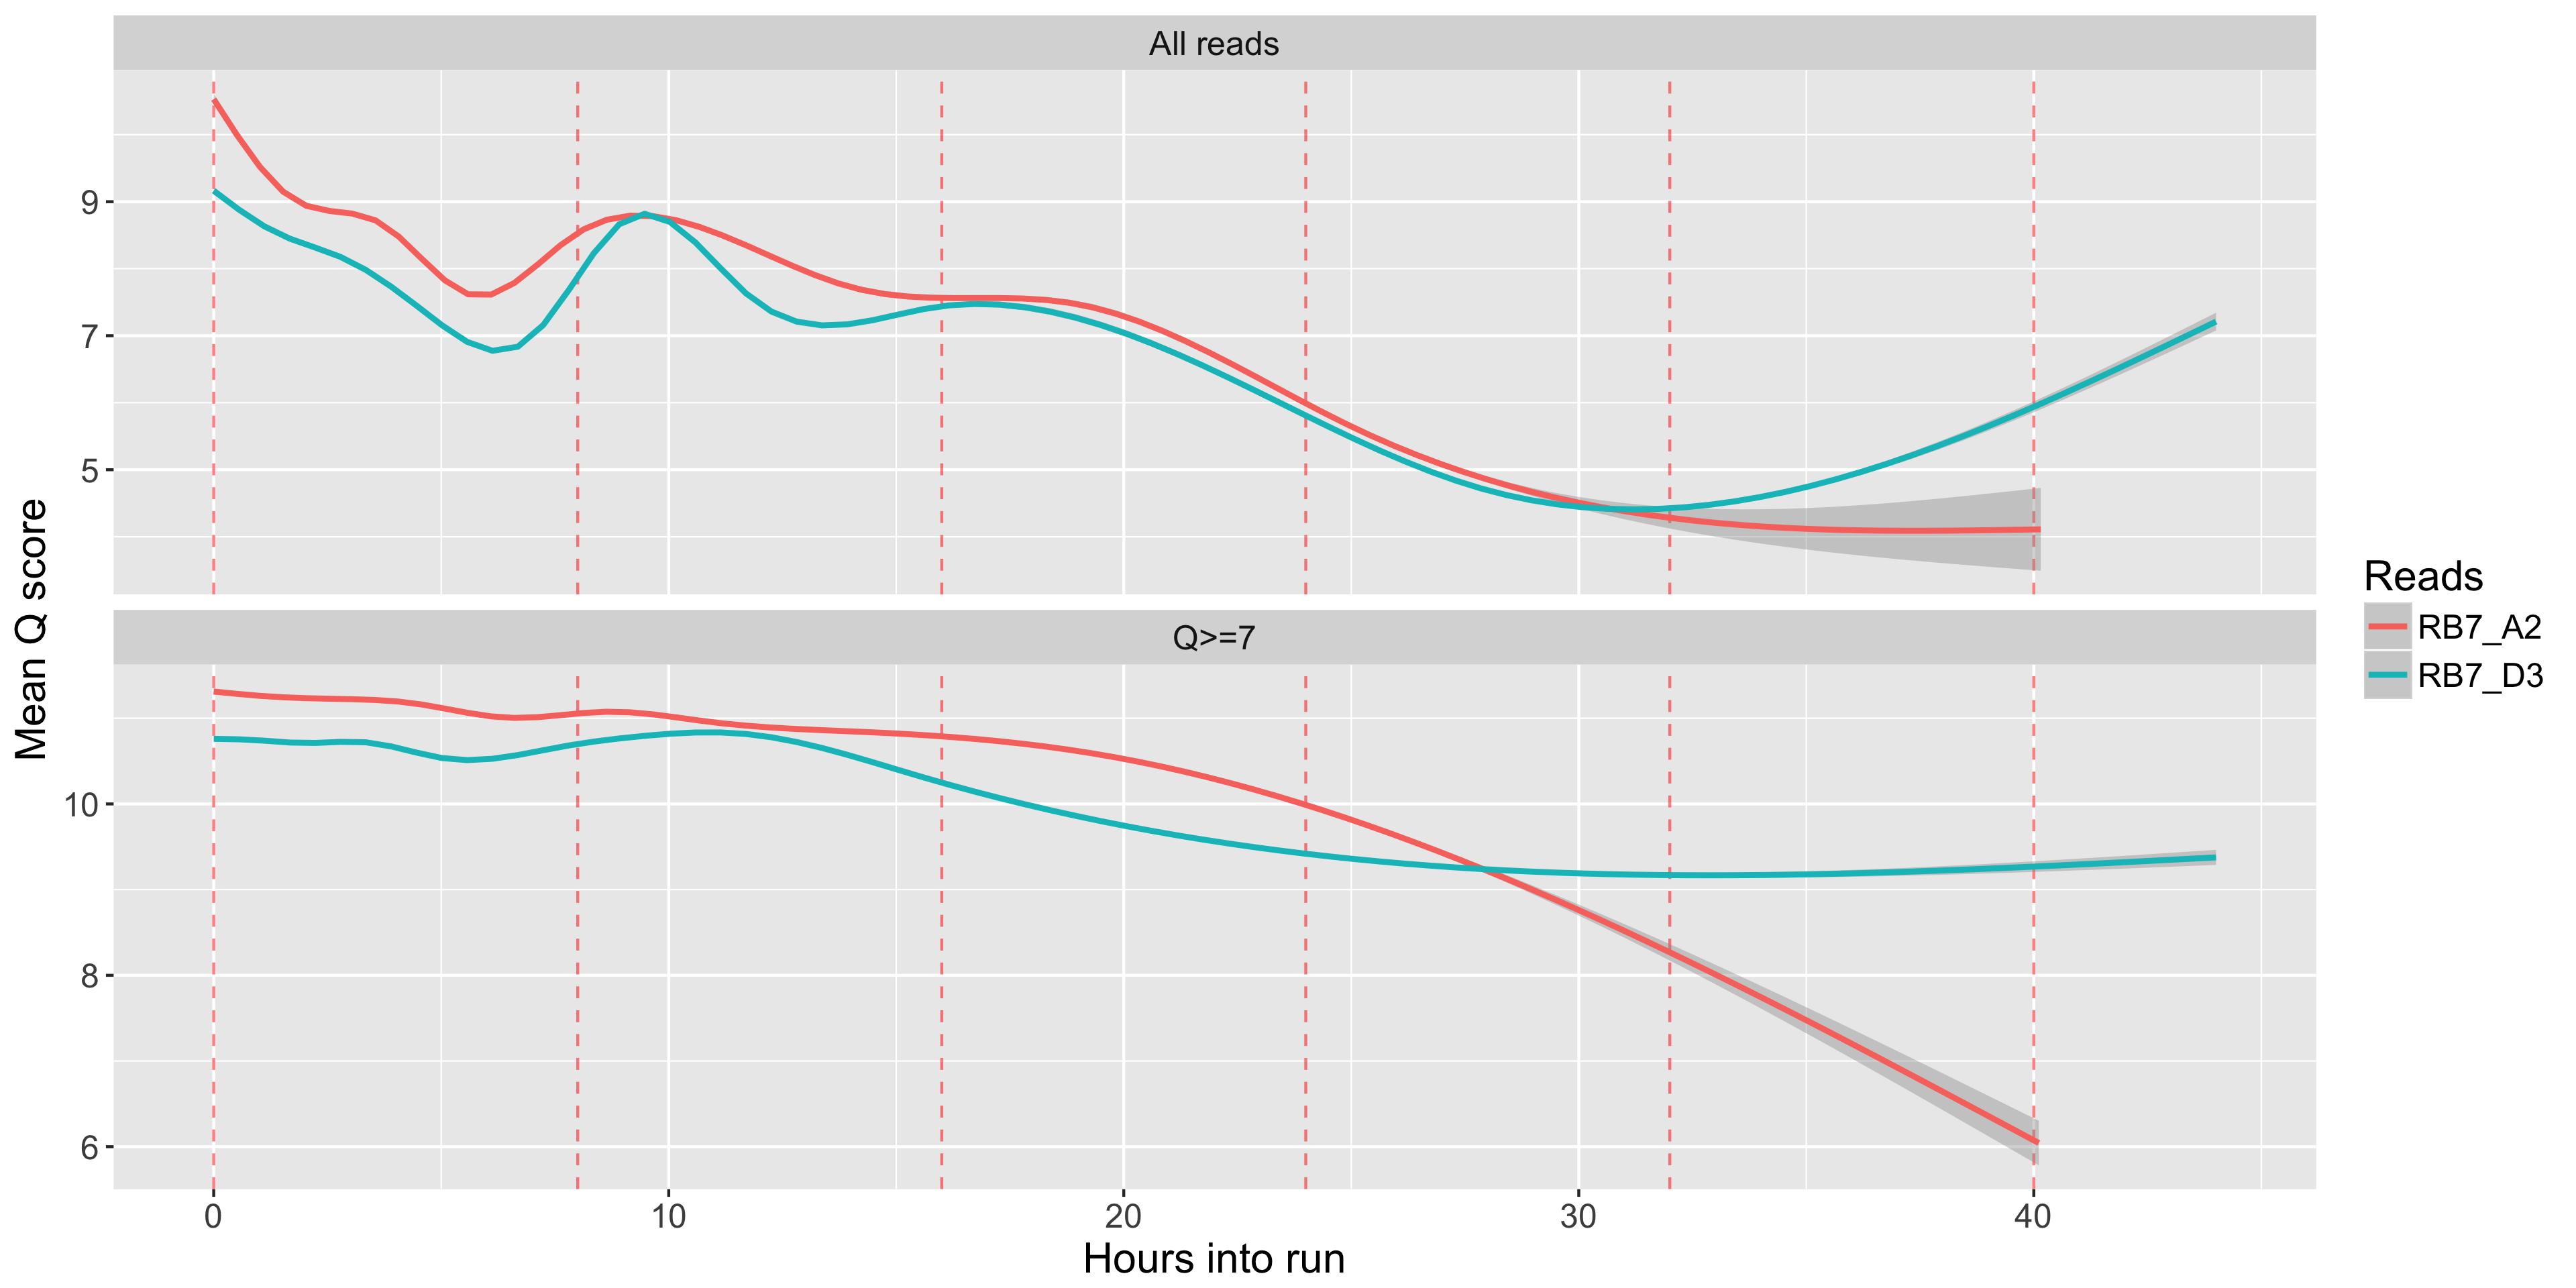 All reads
9
7
5
Mean Q score
Q>=7
10
8
6
0 10 20 30 40
Hours into run
Reads
RB7_A2
RB7_D3